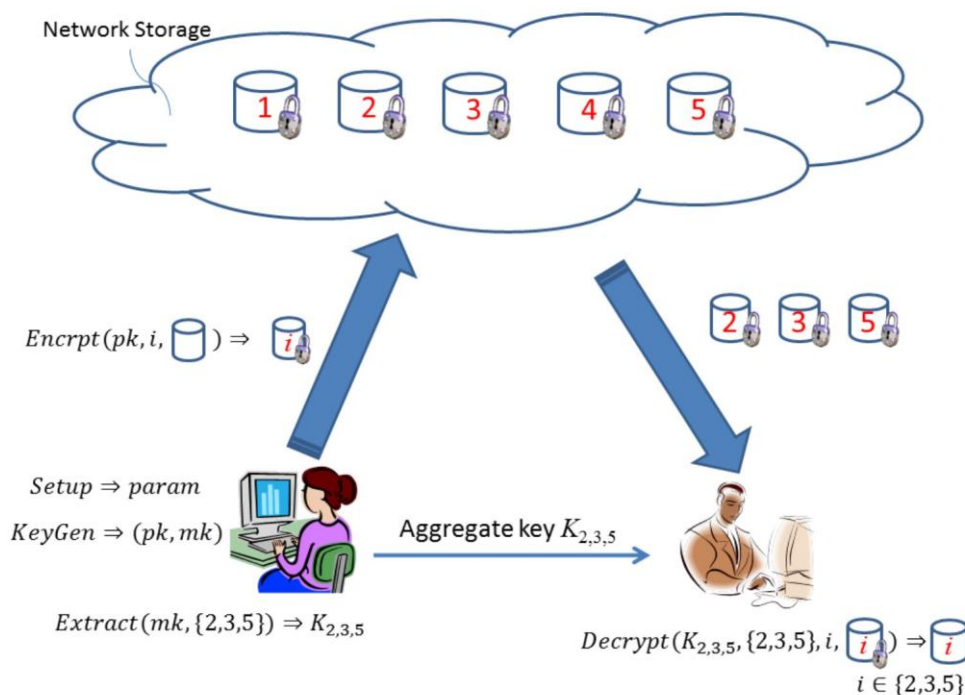 Network Storage
1 2 3 4 5
2 3 5
Encrpt(pk, i, ) ⇒ i
Setup ⇒ param
KeyGen ⇒ (pk, mk)
Aggregate key K2,3,5
Extract(mk, {2,3,5}) ⇒ K2,3,5
Decrypt(K2,3,5, {2,3,5}, i, i) ⇒ i
i ∈ {2,3,5}